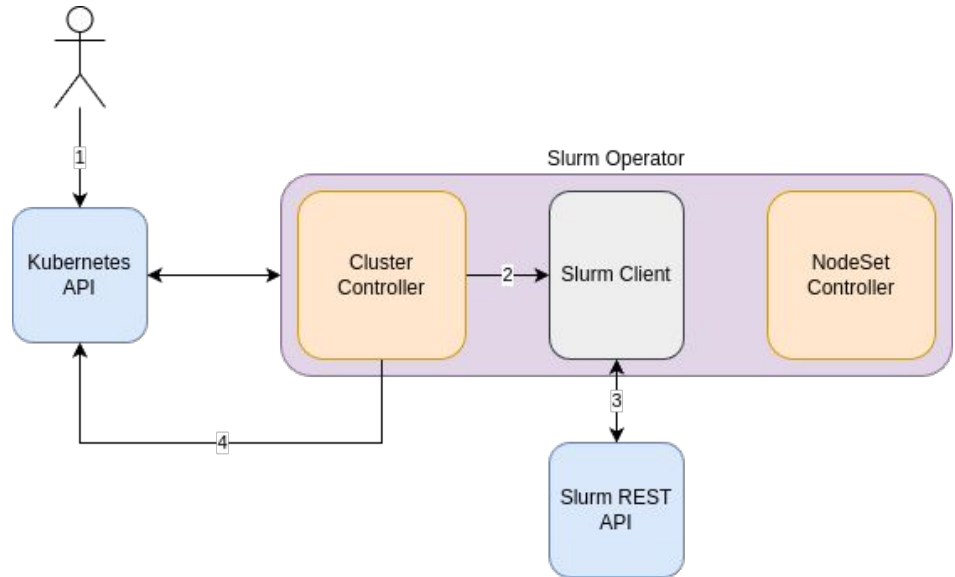 1
Slurm Operator
Kubernetes
API
Cluster
Controller
2
Slurm Client
NodeSet
Controller
3
4
Slurm REST
API